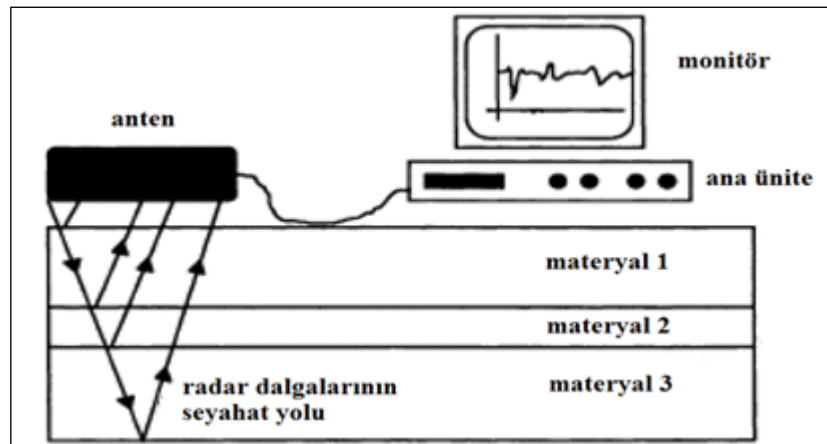 monitör
anten
ana ünite
materyal 1
materyal 2
materyal 3
radar dalgalarının
seyahat yolu